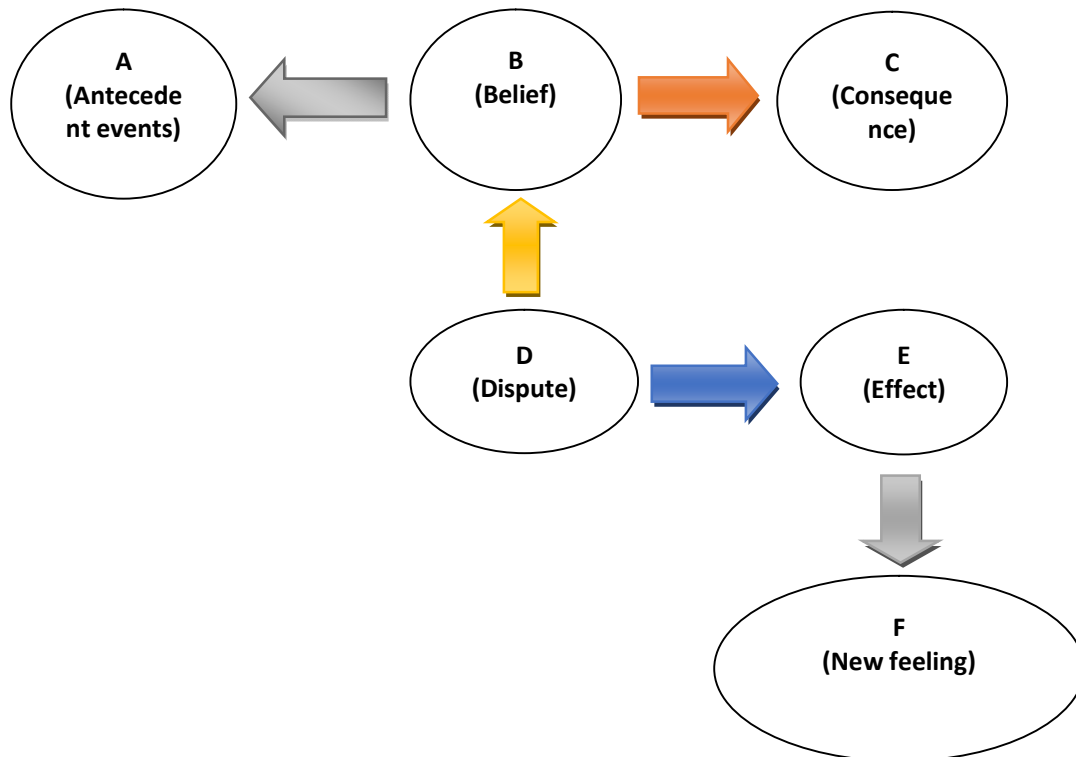 A
(Antecede
nt events)
B
(Belief)
C
(Conseque
nce)
D
(Dispute)
E
(Effect)
F
(New feeling)